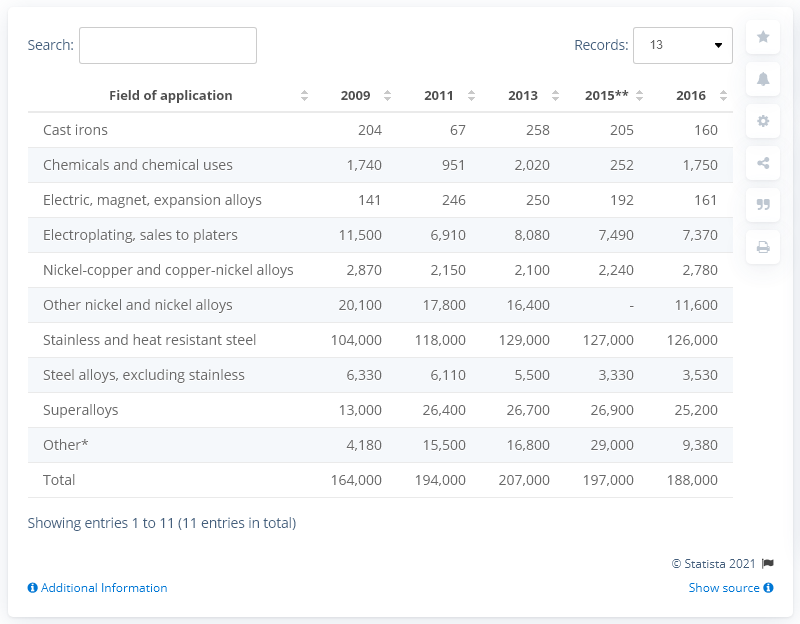 Search:
Records: 13
Field of application 2009 2011 2013 2015** 2016
Cast irons 204 67 258 205 160
Chemicals and chemical uses 1,740 951 2,020 252 1,750
Electric, magnet, expansion alloys 141 246 250 192 161
Electroplating, sales to platers 11,500 6,910 8,080 7,490 7,370
Nickel-copper and copper-nickel alloys 2,870 2,150 2,100 2,240 2,780
Other nickel and nickel alloys 20,100 17,800 16,400 - 11,600
Stainless and heat resistant steel 104,000 118,000 129,000 127,000 126,000
Steel alloys, excluding stainless 6,330 6,110 5,500 3,330 3,530
Superalloys 13,000 26,400 26,700 26,900 25,200
Other* 4,180 15,500 16,800 29,000 9,380
Total 164,000 194,000 207,000 197,000 188,000
Showing entries 1 to 11 (11 entries in total)
© Statista 2021
Additional Information
Show source